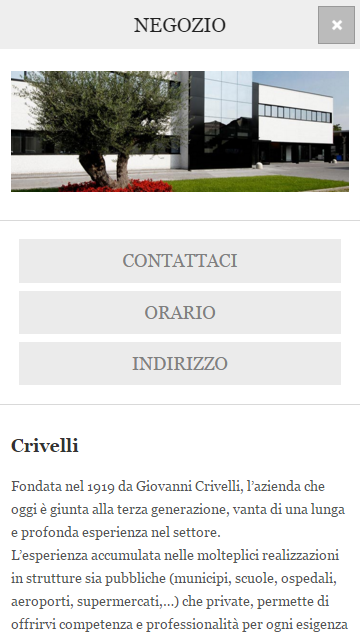 NEGOZIO
×
CONTATTACI
ORARIO
INDIRIZZO
Crivelli
Fondata nel 1919 da Giovanni Crivelli, l’azienda che
oggi è giunta alla terza generazione, vanta di una lunga
e profonda esperienza nel settore.
L’esperienza accumulata nelle molteplici realizzazioni
in strutture sia pubbliche (municipi, scuole, ospedali,
aeroporti, supermercati,...) che private, permette di
offrirvi competenza e professionalità per ogni esigenza